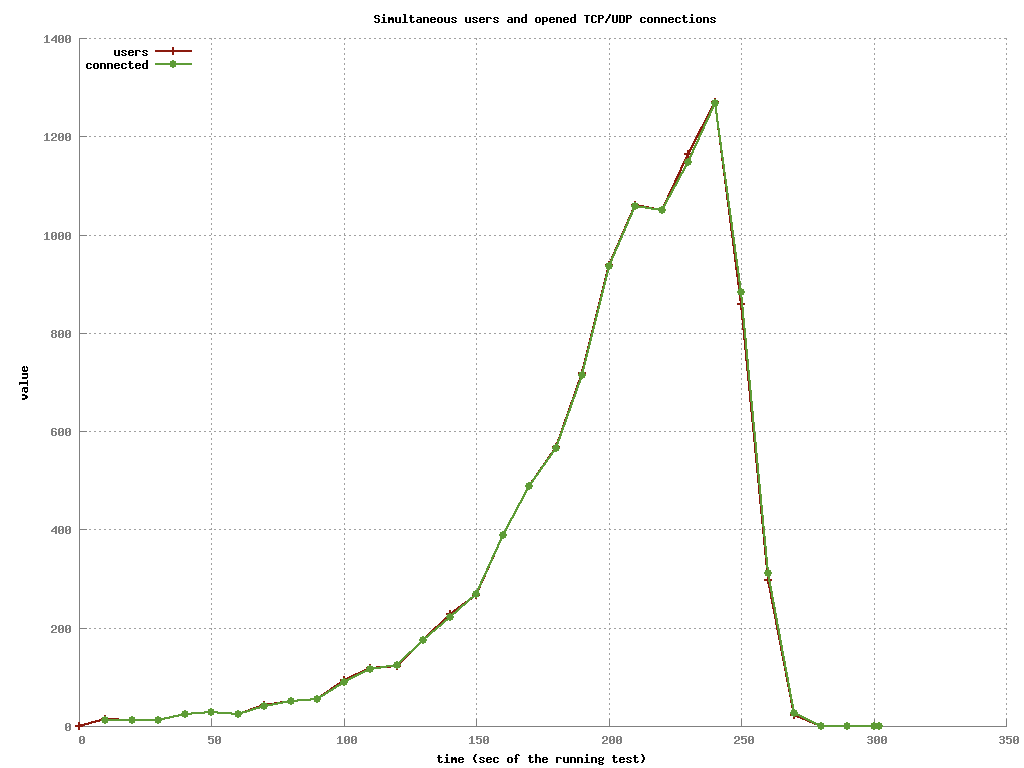 Simultaneous users and opened TCP/UDP connections
1400
users
connected
1200
1000
800
value
600
400
200
0
0 50 100 150 200 250 300 350
time (sec of the running test)